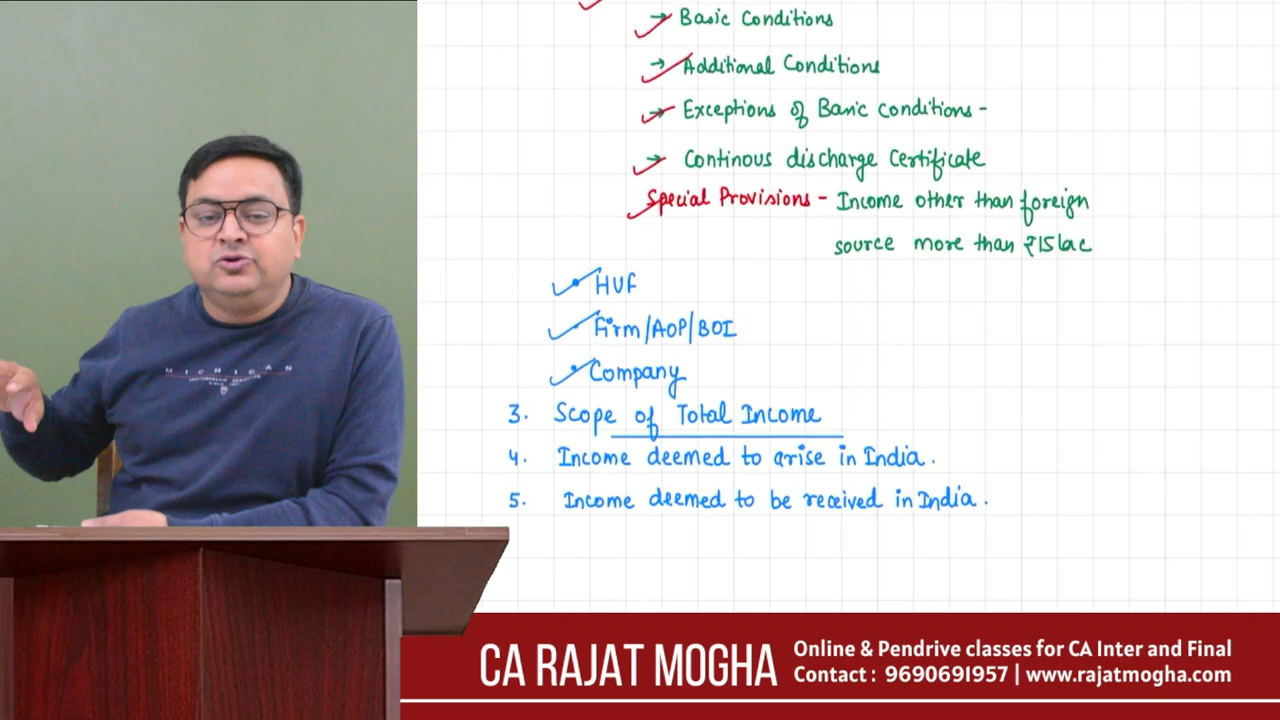 → Basic Conditions
→ Additional Conditions
→ Exceptions of Basic Conditions -
→ Continous discharge Certificate
Special Provisions - Income other than foreign
source more than ₹15 lac
• HUF
• Firm/AOP/BOI
• Company
3. Scope of Total Income
4. Income deemed to arise in India.
5. Income deemed to be received in India.
MICHIGAN
CA RAJAT MOGHA
Online & Pendrive classes for CA Inter and Final
Contact : 9690691957 | www.rajatmogha.com